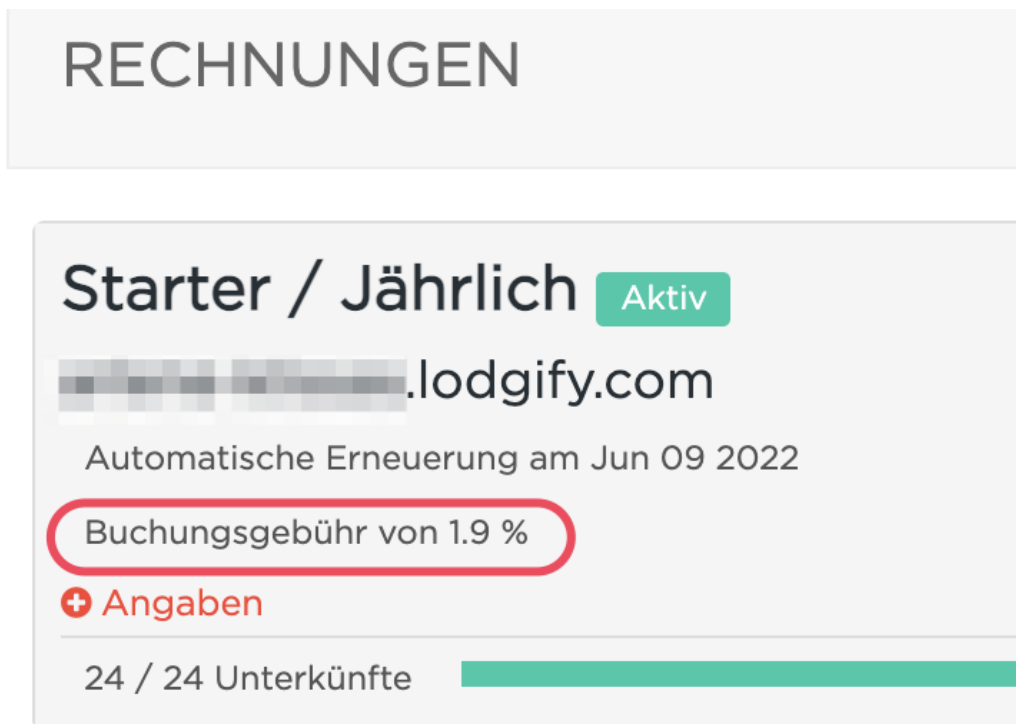 RECHNUNGEN
Starter / Jährlich Aktiv
.lodgify.com
Automatische Erneuerung am Jun 09 2022
Buchungsgebühr von 1.9 %
Angaben
24 / 24 Unterkünfte